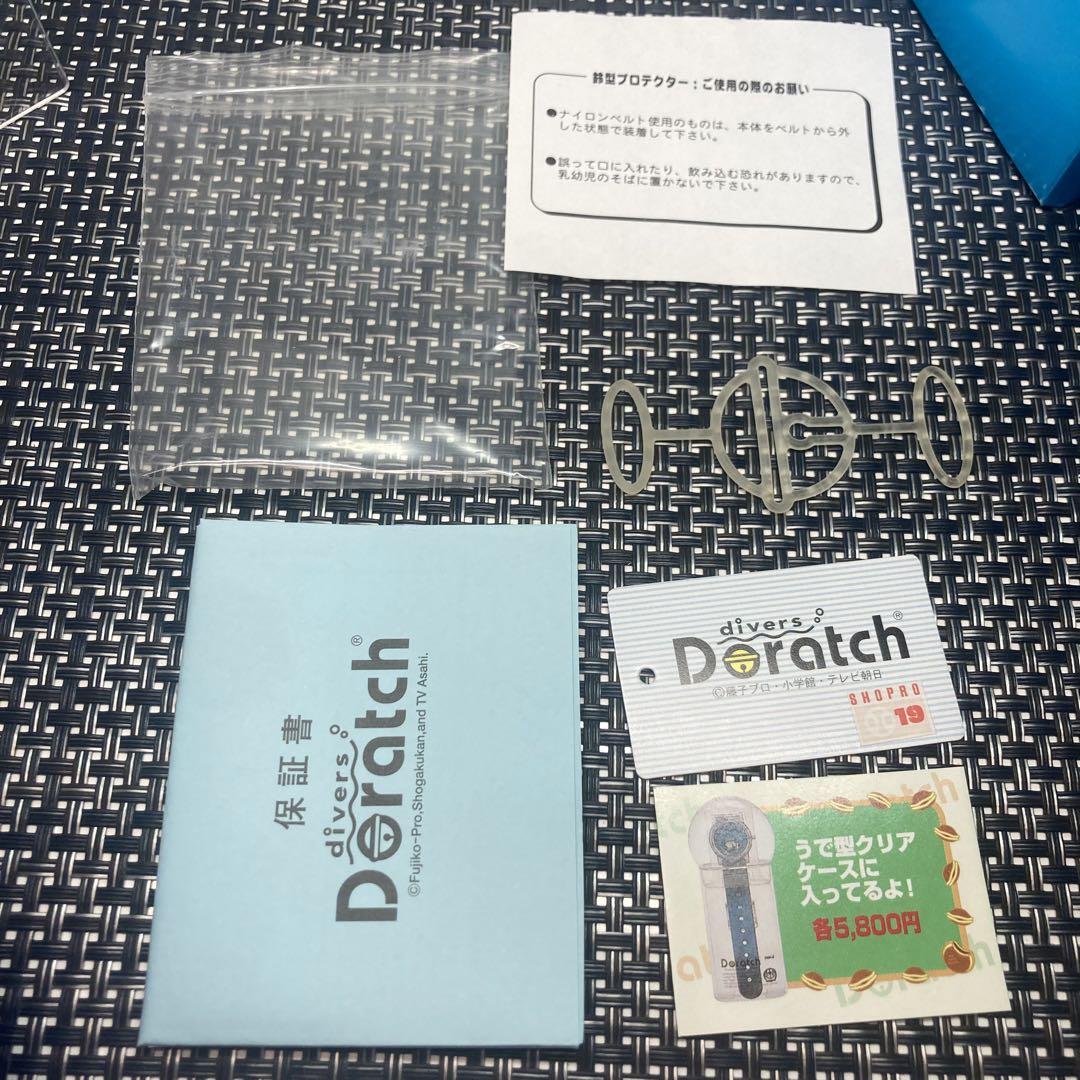 鈴型プロテクター：ご使用の際のお願い
●ナイロンベルト使用のものは、本体をベルトから外
した状態で装着して下さい。
●誤って口に入れたり、飲み込む恐れがありますので、
乳幼児のそばに置かないで下さい。
保証書
divers
Doratch®
©Fujiko-Pro,Shogakukan,and TV Asahi.
divers
Doratch®
©藤子プロ・小学館・テレビ朝日
SHOPRO
19
うで型クリア
ケースに
入ってるよ!
各5,800円
Doratch
Doratch